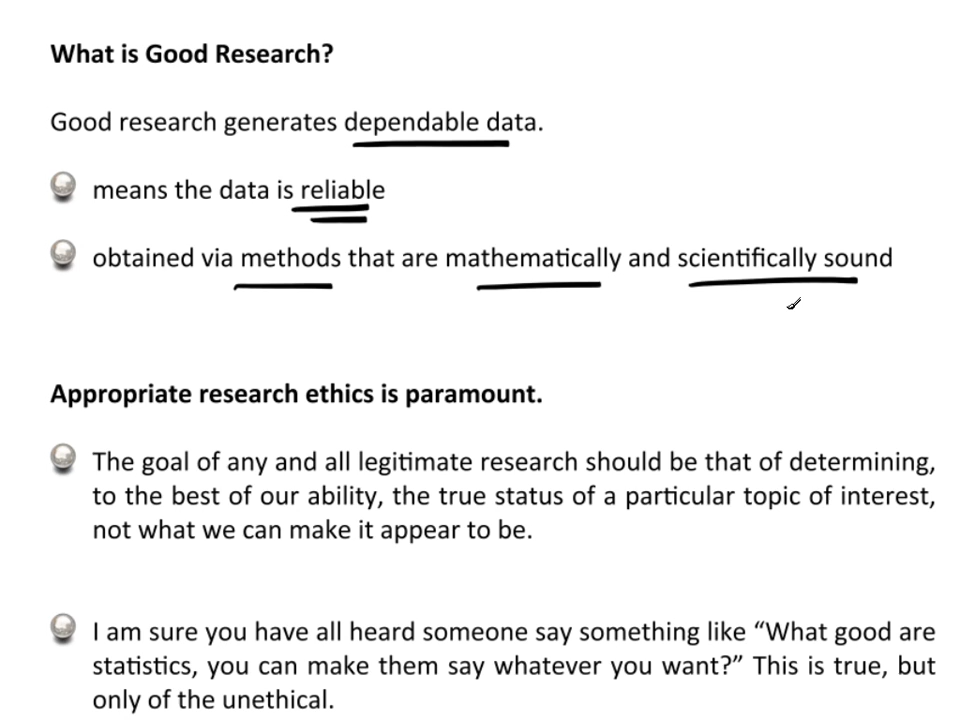 What is Good Research?
Good research generates dependable data.
means the data is reliable
obtained via methods that are mathematically and scientifically sound
Appropriate research ethics is paramount.
The goal of any and all legitimate research should be that of determining,
to the best of our ability, the true status of a particular topic of interest,
not what we can make it appear to be.
I am sure you have all heard someone say something like “What good are
statistics, you can make them say whatever you want?” This is true, but
only of the unethical.